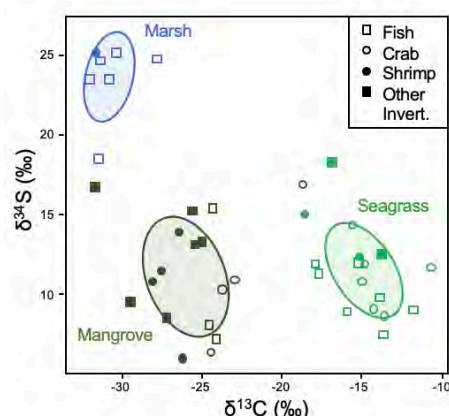 Marsh
Fish
Crab
Shrimp
Other
Invert.
25
20
15
10
δ34S (‰)
Seagrass
Mangrove
-30
-25
-20
-15
-10
δ13C (‰)